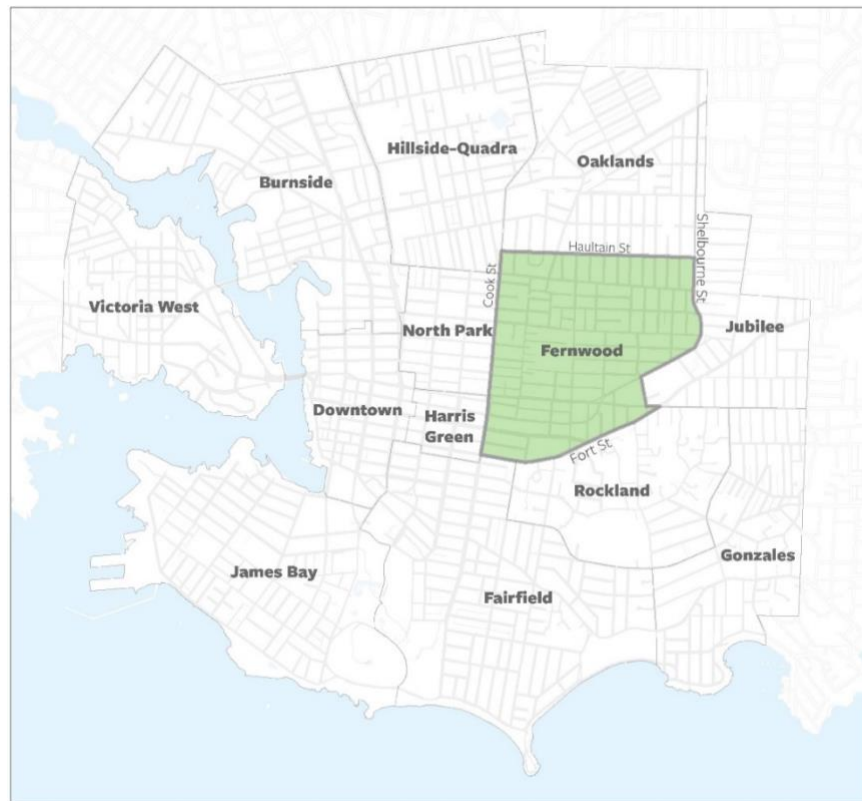 Hillside-Quadra
Oaklands
Burnside
Haultain St
Shelbourne St
Cook St
Victoria West
North Park
Jubilee
Fernwood
Downtown
Harris
Green
Fort St
Rockland
Gonzales
James Bay
Fairfield